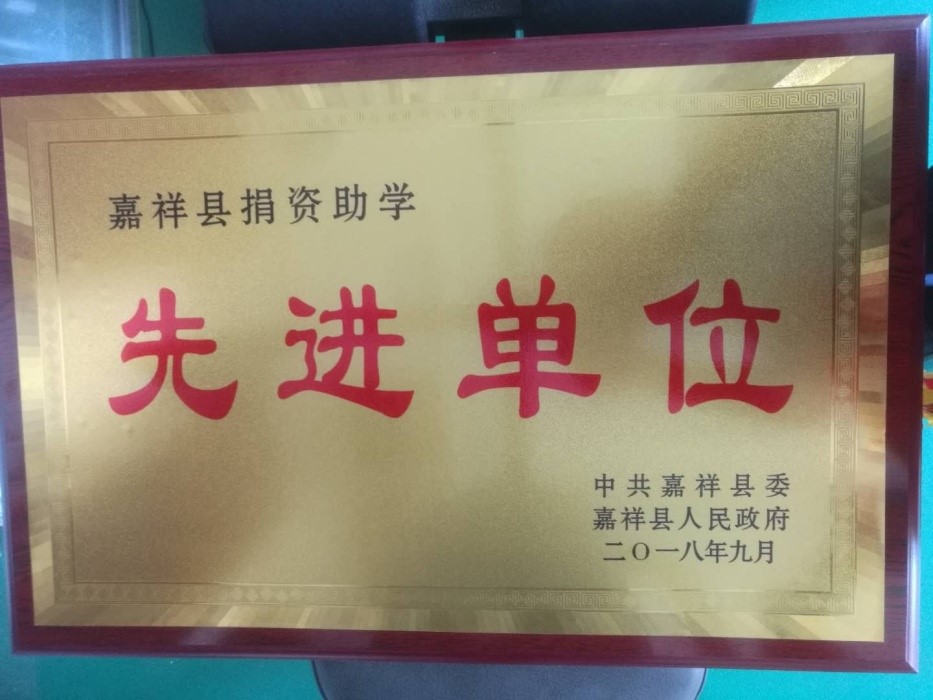 嘉祥县捐资助学
先进单位
中共嘉祥县委
嘉祥县人民政府
二〇一八年九月